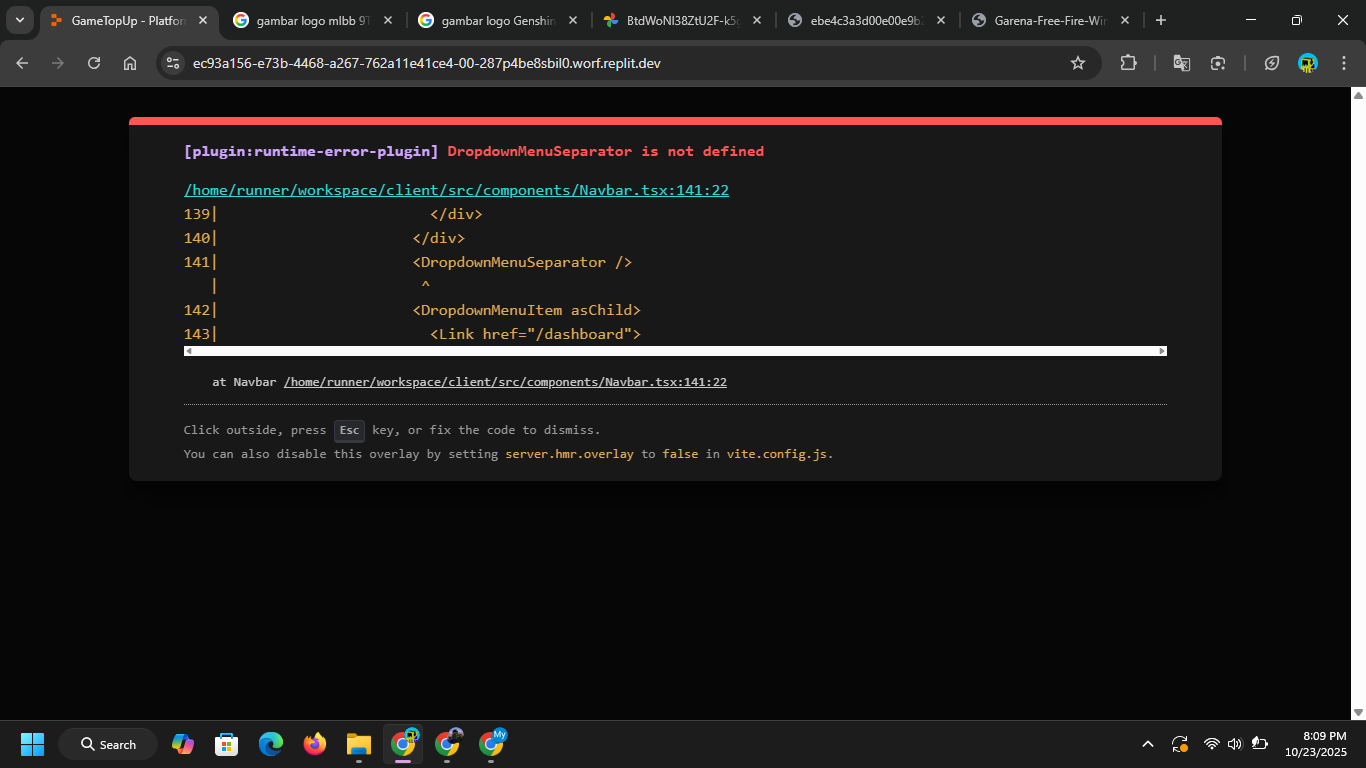 GameTopUp - Platfor
gambar logo mlbb 9T
gambar logo Genshin
BtdWoNI38ZtU2F-k5
ebe4c3a3d00e00e9b
Garena-Free-Fire-Wi
ec93a156-e73b-4468-a267-762a11e41ce4-00-287p4be8sbil0.worf.replit.dev
[plugin:runtime-error-plugin] DropdownMenuSeparator is not defined
/home/runner/workspace/client/src/components/Navbar.tsx:141:22
139| </div>
140| </div>
141| <DropdownMenuSeparator />
| ^
142| <DropdownMenuItem asChild>
143| <Link href="/dashboard">
at Navbar /home/runner/workspace/client/src/components/Navbar.tsx:141:22
Click outside, press Esc key, or fix the code to dismiss.
You can also disable this overlay by setting server.hmr.overlay to false in vite.config.js.
Search
My
8:09 PM
10/23/2025